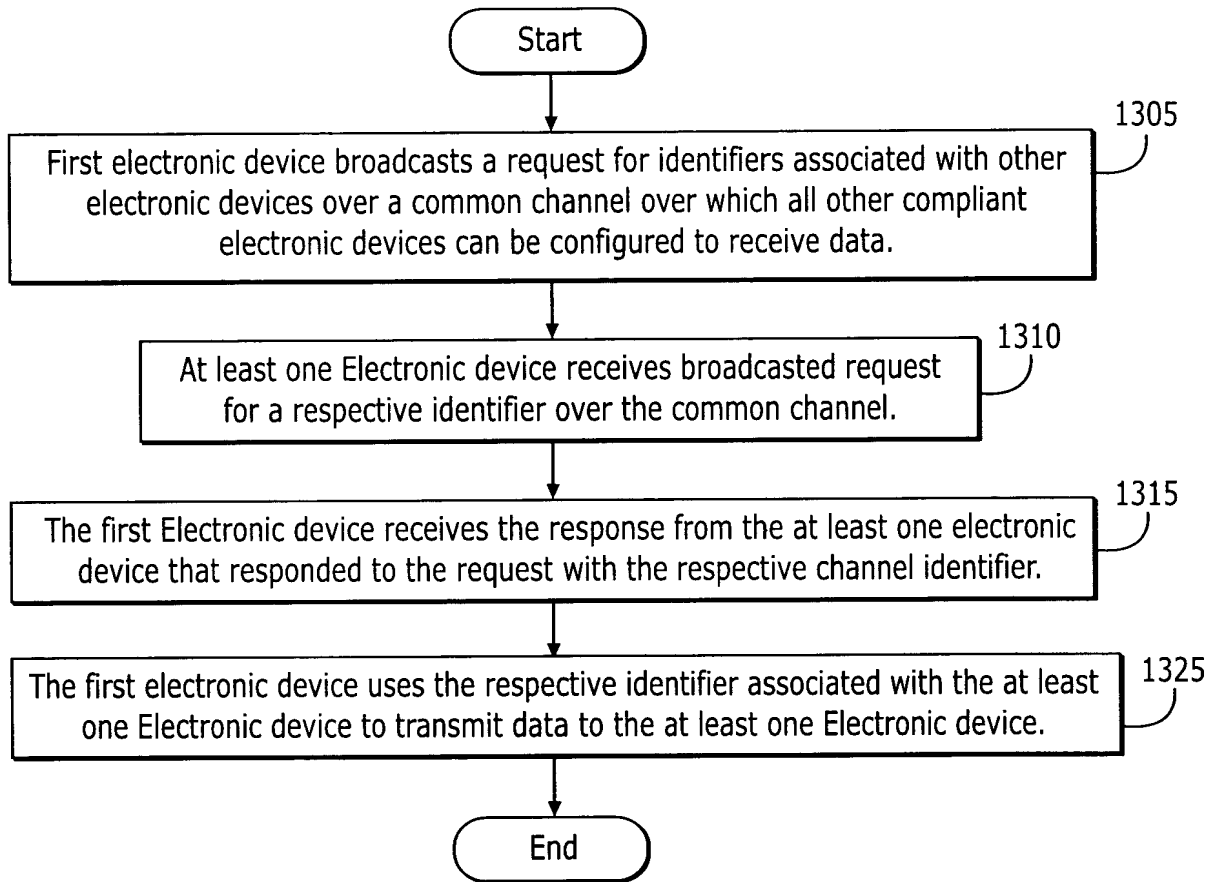 Start
1305
First electronic device broadcasts a request for identifiers associated with other
electronic devices over a common channel over which all other compliant
electronic devices can be configured to receive data.
1310
At least one Electronic device receives broadcasted request
for a respective identifier over the common channel.
1315
The first Electronic device receives the response from the at least one electronic
device that responded to the request with the respective channel identifier.
1325
The first electronic device uses the respective identifier associated with the at least
one Electronic device to transmit data to the at least one Electronic device.
End